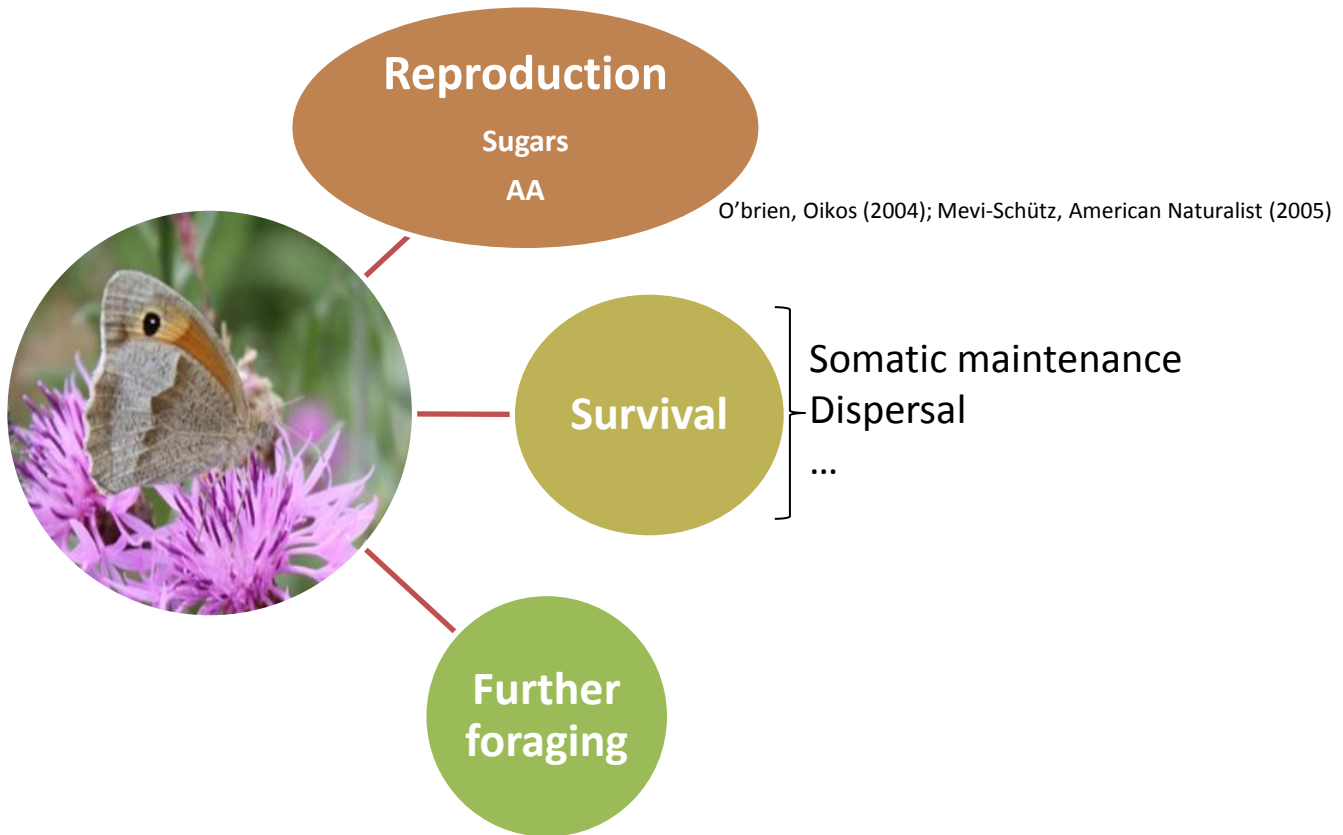 Reproduction
Sugars
AA
O'brien, Oikos (2004); Mevi-Schütz, American Naturalist (2005)
Survival
Somatic maintenance
Dispersal
...
Further
foraging